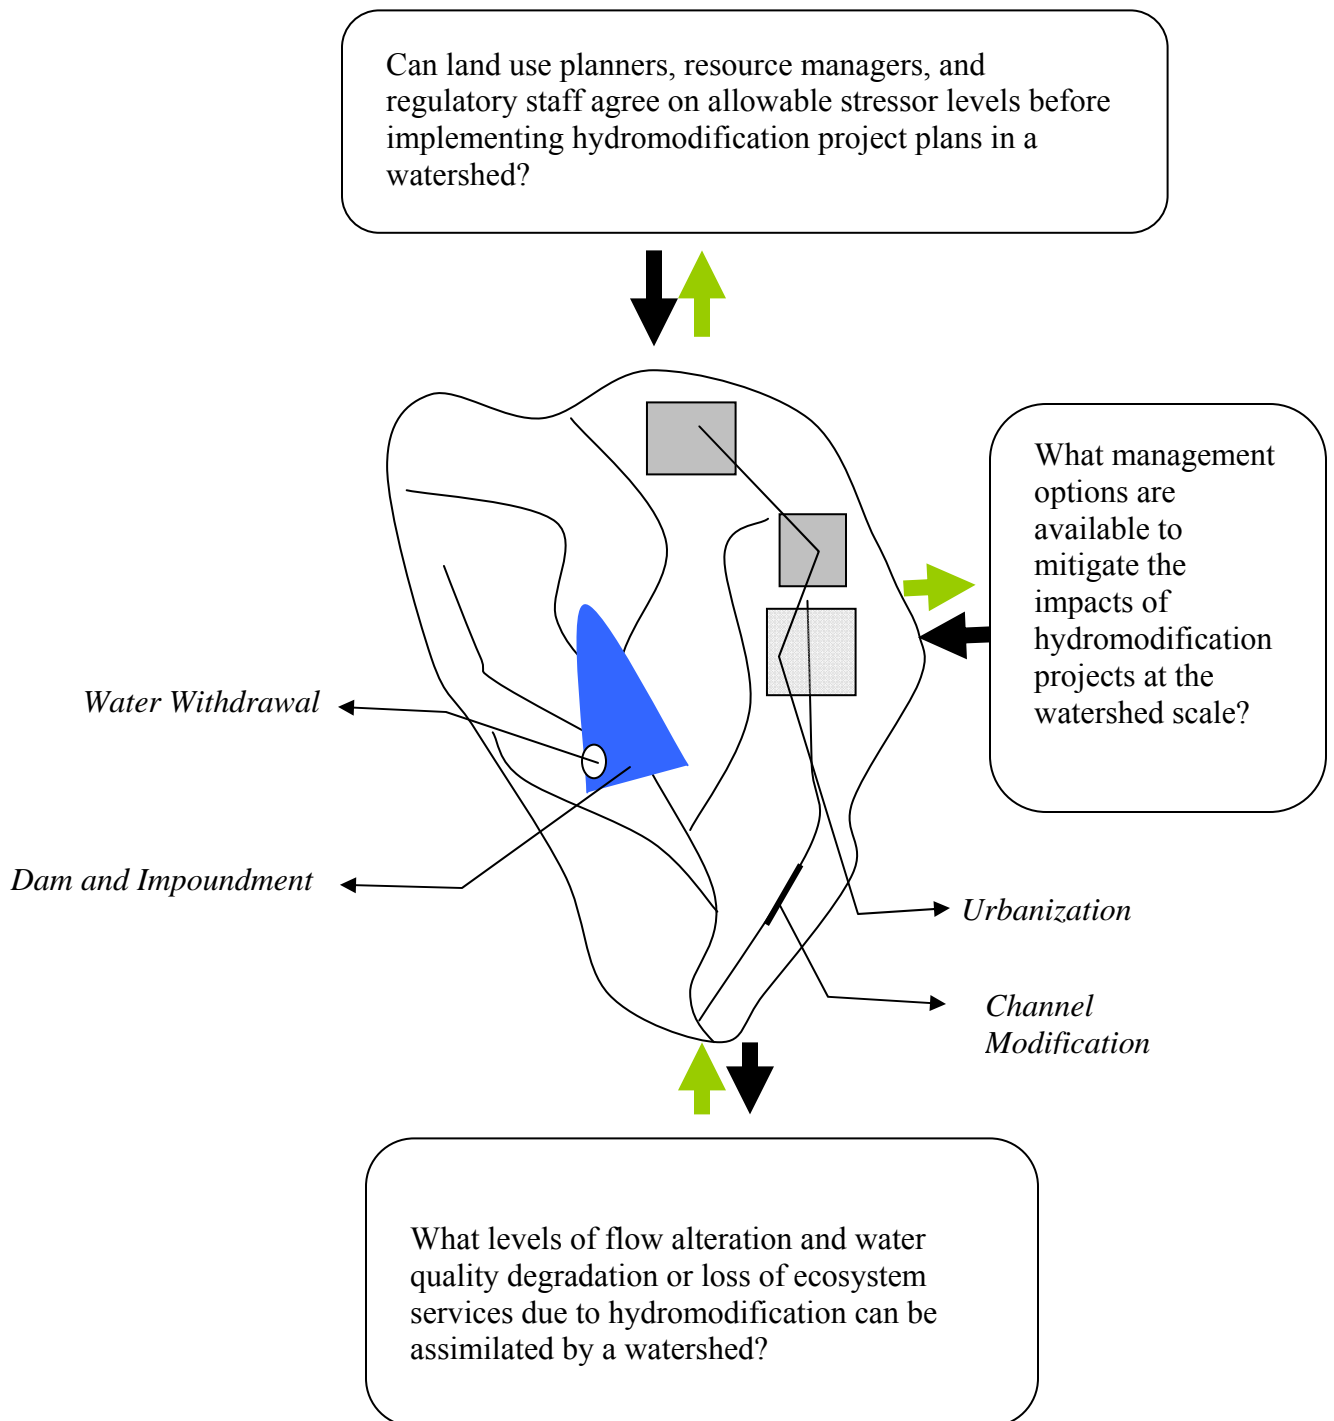 Can land use planners, resource managers, and
regulatory staff agree on allowable stressor levels before
implementing hydromodification project plans in a
watershed?
What management
options are
available to
mitigate the
impacts of
hydromodification
projects at the
watershed scale?
Water Withdrawal
Dam and Impoundment
Urbanization
Channel
Modification
What levels of flow alteration and water
quality degradation or loss of ecosystem
services due to hydromodification can be
assimilated by a watershed?